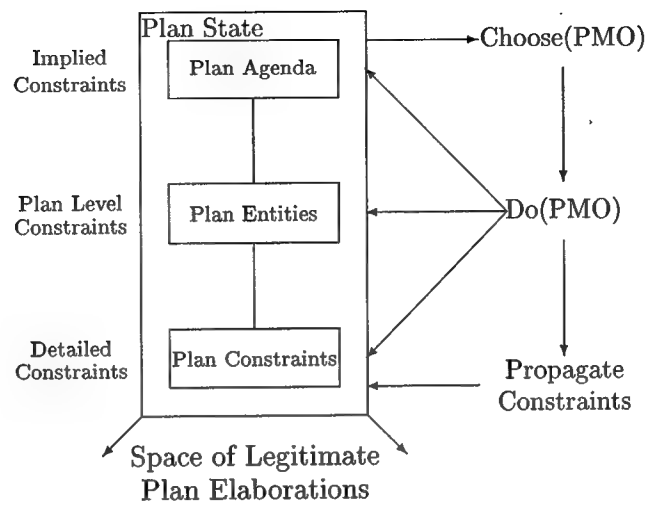 Plan State
Choose(PMO)
Implied
Constraints
Plan Agenda
Plan Level
Constraints
Plan Entities
Do(PMO)
Detailed
Constraints
Plan Constraints
Propagate
Constraints
Space of Legitimate
Plan Elaborations